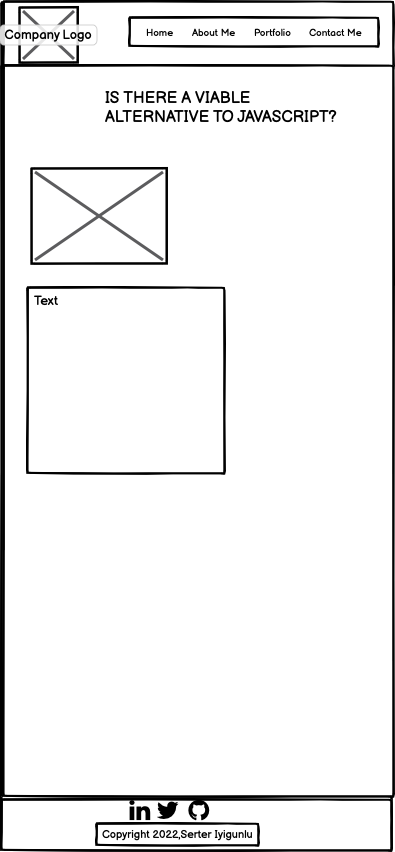 Company Logo
Home About Me Portfolio Contact Me
IS THERE A VIABLE
ALTERNATIVE TO JAVASCRIPT?
Text
in
Copyright 2022,Serter Iyigunlu